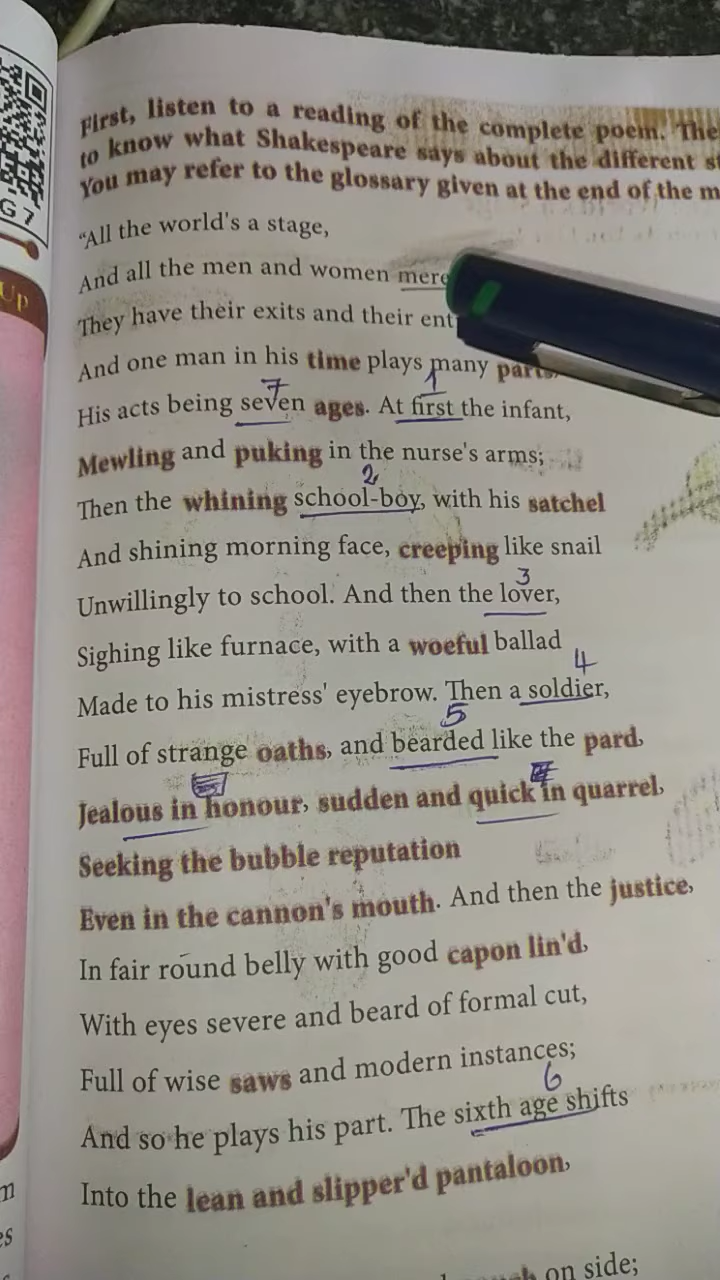 G7
Up
First, listen to a reading of the complete poem. The
to know what Shakespeare says about the different
You may refer to the glossary given at the end of the
“All the world's a stage,
And all the men and women mere
They have their exits and their ent
And one man in his time plays many part
7 1
His acts being seven ages. At first the infant,
Mewling and puking in the nurse's arms;
2
Then the whining school-boy, with his satchel
And shining morning face, creeping like snail
3
Unwillingly to school. And then the lover,
Sighing like furnace, with a woeful ballad
4
Made to his mistress' eyebrow. Then a soldier,
5
Full of strange oaths, and bearded like the pard,
Jealous in honour, sudden and quick in quarrel,
Seeking the bubble reputation
Even in the cannon's mouth. And then the justice,
In fair round belly with good capon lin'd,
With eyes severe and beard of formal cut,
Full of wise saws and modern instances;
6
And so he plays his part. The sixth age shifts
Into the lean and slipper'd pantaloon,
on side;